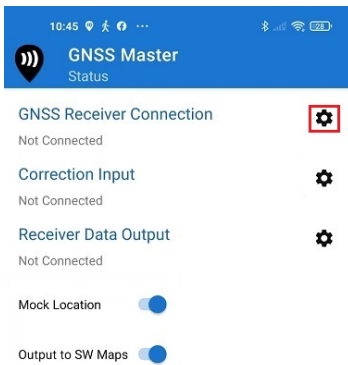 10:45 ...
28
GNSS Master
Status
GNSS Receiver Connection
Not Connected
Correction Input
Not Connected
Receiver Data Output
Not Connected
Mock Location
Output to SW Maps